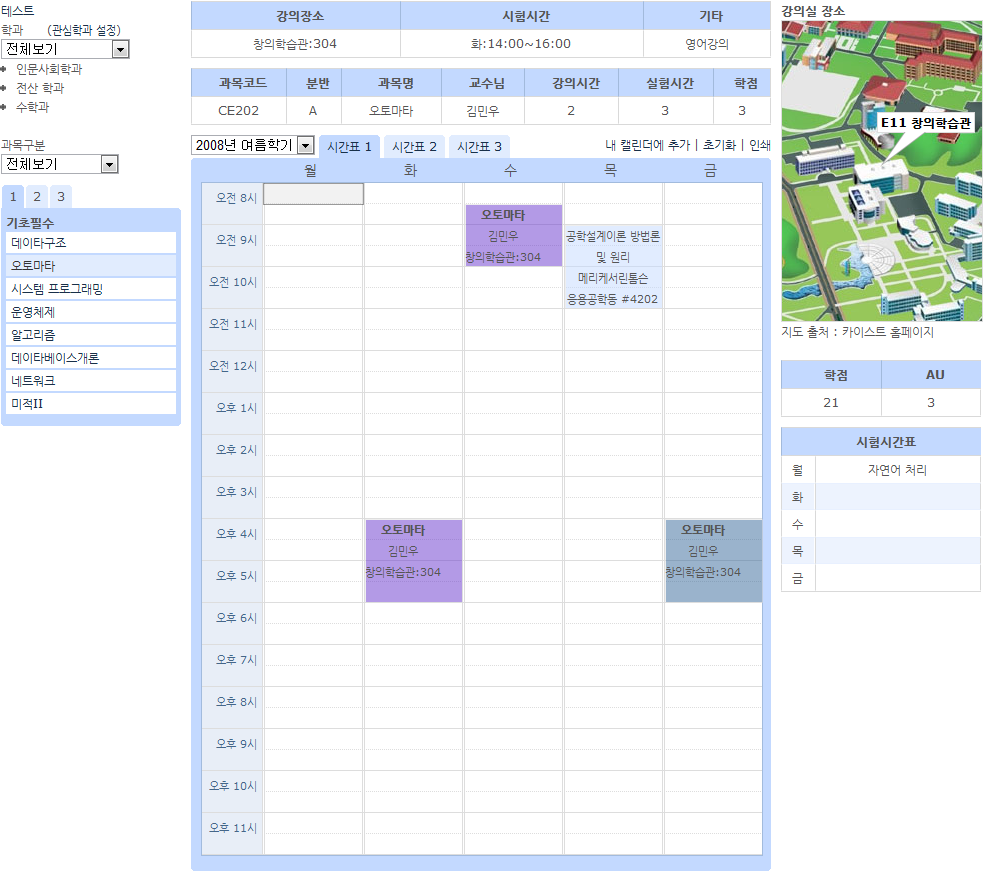 테스트
학과 (관심학과 설정)
전체보기
인문사회학과
전산 학과
수학과
과목구분
전체보기
1 2 3
기초필수
데이타구조
오토마타
시스템 프로그래밍
운영체제
알고리즘
데이타베이스개론
네트워크
미적II
강의장소 시험시간 기타
창의학습관:304 화:14:00~16:00 영어강의
과목코드 분반 과목명 교수님 강의시간 실험시간 학점
CE202 A 오토마타 김민우 2 3 3
2008년 여름학기 시간표 1 시간표 2 시간표 3 내 캘린더에 추가 | 초기화 | 인쇄
월 화 수 목 금
오전 8시
오전 9시
오전 10시
오전 11시
오전 12시
오후 1시
오후 2시
오후 3시
오후 4시
오후 5시
오후 6시
오후 7시
오후 8시
오후 9시
오후 10시
오후 11시
오토마타
김민우
창의학습관:304
공학설계이론 방법론
및 원리
메리케서린톰슨
응용공학동 #4202
오토마타
김민우
창의학습관:304
오토마타
김민우
창의학습관:304
강의실 장소
E11 창의학습관
지도 출처 : 카이스트 홈페이지
학점 AU
21 3
시험시간표
월 자연어 처리
화
수
목
금